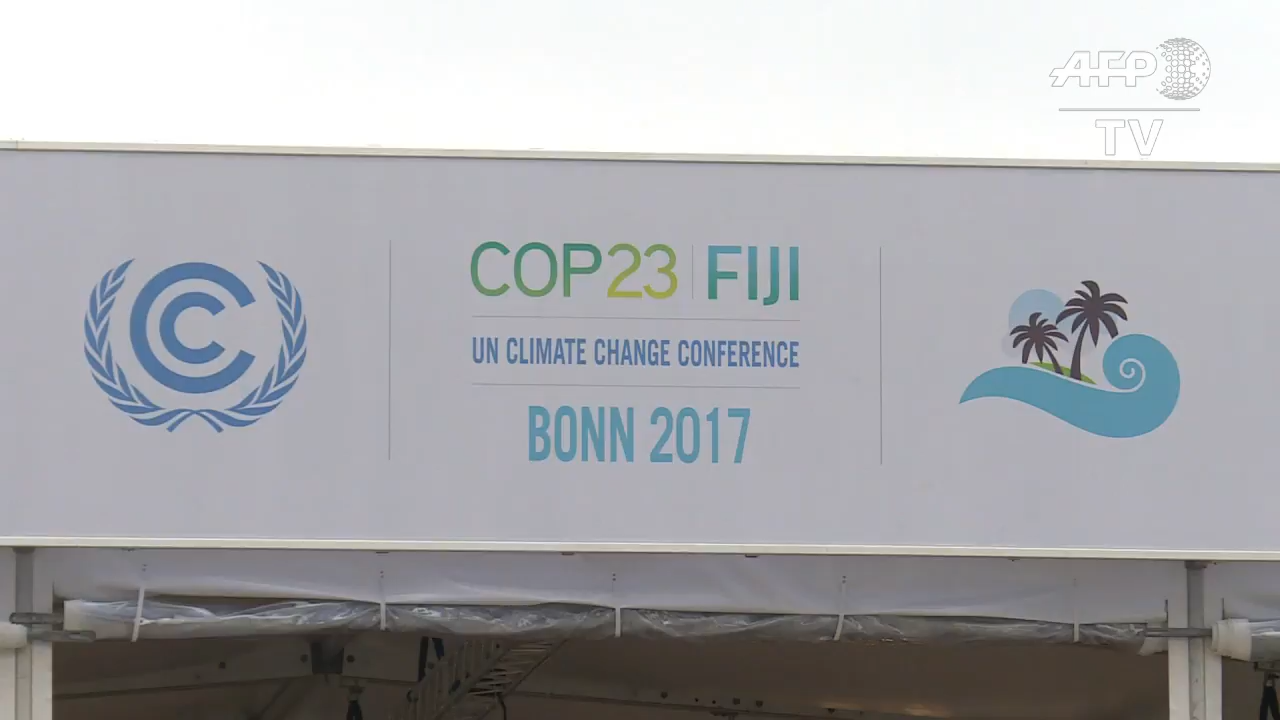 AFP
TV
COP23 FIJI
UN CLIMATE CHANGE CONFERENCE
BONN 2017